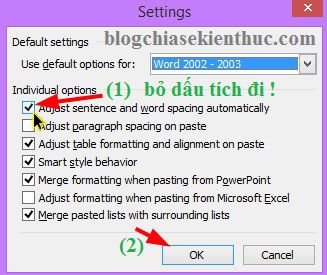 Settings
Default settings
blogchiasekienthuc.com
Use default options for: Word 2002 - 2003
Individual options
(1) bỏ dấu tích đi !
Adjust sentence and word spacing automatically
Adjust paragraph spacing on paste
Adjust table formatting and alignment on paste
Smart style behavior
Merge formatting when pasting from PowerPoint
Adjust formatting when pasting from Microsoft Excel
Merge pasted lists with surrounding lists
(2)
OK Cancel